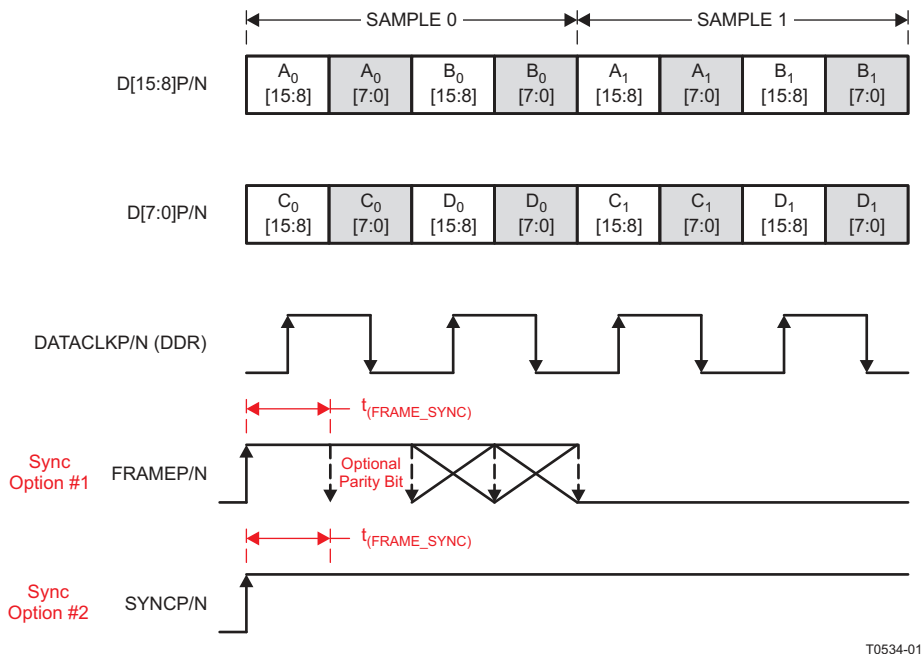 SAMPLE 0 SAMPLE 1
D[15:8]P/N
A0 A0 B0 B0 A1 A1 B1 B1
[15:8] [7:0] [15:8] [7:0] [15:8] [7:0] [15:8] [7:0]
D[7:0]P/N
C0 C0 D0 D0 C1 C1 D1 D1
[15:8] [7:0] [15:8] [7:0] [15:8] [7:0] [15:8] [7:0]
DATACLKP/N (DDR)
t(FRAME_SYNC)
Sync
Option #1
FRAMEP/N
Optional
Parity Bit
t(FRAME_SYNC)
Sync
Option #2
SYNCP/N
T0534-01